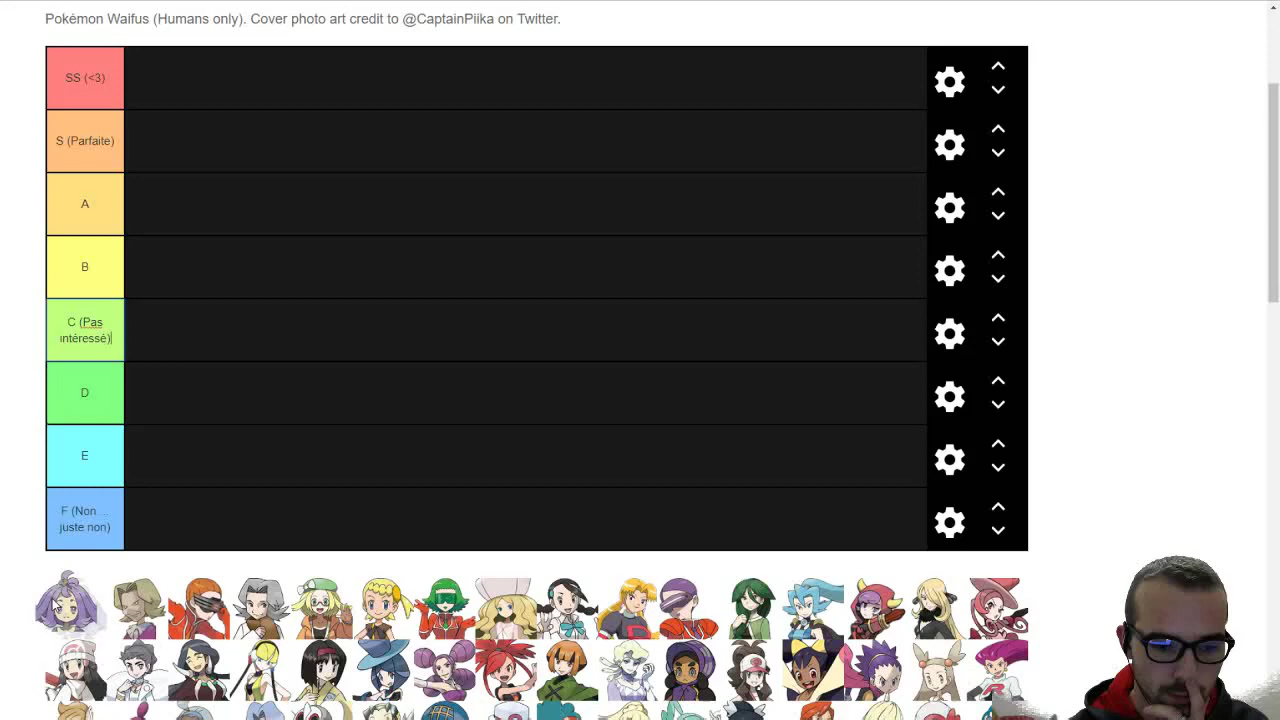 Pokémon Waifus (Humans only). Cover photo art credit to @CaptainPiika on Twitter.
SS (<3)
S (Parfaite)
A
B
C (Pas
intéressé)
D
E
F (Non ...
juste non)